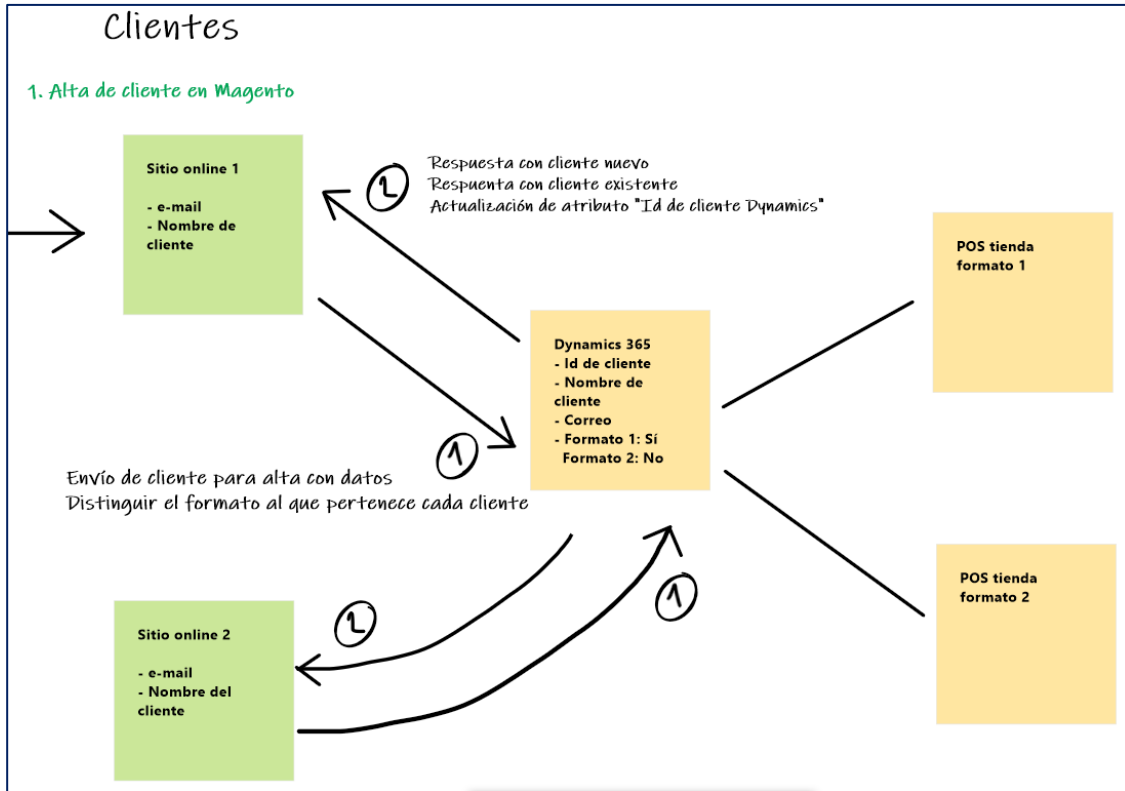 Clientes
1. Alta de cliente en Magento
Sitio online 1
- e-mail
- Nombre de
cliente
2
Respuesta con cliente nuevo
Respuenta con cliente existente
Actualización de atributo "Id de cliente Dynamics"
POS tienda
formato 1
Dynamics 365
- Id de cliente
- Nombre de
cliente
- Correo
- Formato 1: Sí
Formato 2: No
1
Envío de cliente para alta con datos
Distinguir el formato al que pertenece cada cliente
1
2
Sitio online 2
- e-mail
- Nombre del
cliente
POS tienda
formato 2